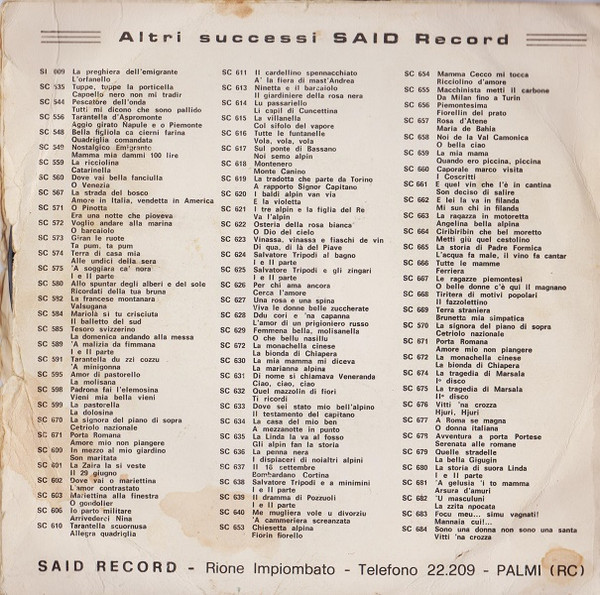 Altri successi SAID Record
SI 009 La preghiera dell'emigrante
L'orfanello
SC 535 Tuppe, tuppe la porticella
Capoello nero non mi tradir
SC 544 Pescatore dell'onda
Tutti mi dicono che sono pallido
SC 556 Tarantella d'Aspromonte
Aggio girato Napule e o Piemonte
SC 548 Bella figliola ca cierni farina
Quadriglia comandata
SC 549 Nostalgico Emigrante
Mamma mia dammi 100 lire
SC 559 La ricciolina
Catarinella
SC 560 Dove vai bella fanciulla
O Venezia
SC 567 La strada del bosco
Amore in Italia, vendetta in America
SC 571 O Pinotta
Era una notte che pioveva
SC 572 Voglio andare alla marina
O barcaiolo
SC 573 Giran le ruote
Ta pum, ta pum
SC 574 Terra di casa mia
Alle undici della sera
SC 575 'A soggiara ca' nora
I e II parte
SC 580 Allo spuntar degli alberi e del sole
Ricordati della tua bruna
SC 592 La francese montanara
Valsugana
SC 584 Mariola si trisciuta
Il balletto del sud
SC 585 Tesoro svizzerino
La domenica andando alla messa
SC 589 'A malizia da fimmana
I e II parte
SC 591 Tarantella du zzi cozzu
'A minigonna
SC 595 Amor di pastorello
La molisana
SC 598 Padrona fai l'elemosina
Vieni mia bella vieni
SC 599 La pastorella
La dolosina
SC 670 La signora del piano di sopra
Cetriolo nazionale
SC 671 Porta Romana
Amore mio non piangere
SC 600 In mezzo al mio giardino
Son maritata
SC 601 La Zaira la si veste
Il 29 giugno
SC 602 Dove vai o mariettina
L'amor contrastato
SC 603 Mariettina alla finestra
O gondolier
SC 606 Io parto militare
Arrivederci Nina
SC 610 Tarantella scuornusa
Allegra quadriglia
SC 611 Il cardellino spennacchiato
A' la fiera di mast'Andrea
SC 613 Ninetta e il barcaiolo
Il giardiniere della rosa nera
SC 614 Lu passariello
Li capil di Cuncettina
SC 615 La villanella
Col sifolo del vapore
SC 616 Tutte le funtanelle
Vola, vola, vola
SC 617 Sul ponte di Bassano
Noi semo alpin
SC 618 Montenero
Monte Canino
SC 619 La tradotta che parte da Torino
A rapporto Signor Capitano
SC 620 I baldi alpin van via
E la violetta
SC 621 I tre alpin e la figlia del Re
Va l'alpin
SC 622 Osteria della rosa bianca
O Dio del cielo
SC 623 Vinassa, vinassa e fiaschi de vin
Di qua, di là del Piave
SC 624 Salvatore Tripodi al bagno
I e II parte
SC 625 Salvatore Tripodi e gli zingari
I e II parte
SC 626 Per chi ama ancora
Cerca l'amore
SC 627 Una rosa e una spina
Viva le donne belle zuccherate
SC 628 Ddu cori e 'na capanna
L'amor di un prigioniero russo
SC 629 Femmena bella, molisanella
O che bello nasillu
SC 672 La monachella cinese
La bionda di Chiapera
SC 630 La mia mamma mi diceva
La marianna alpina
SC 631 Di nome si chiamava Veneranda
Ciao, ciao, ciao
SC 632 Quel mazzolin di fiori
Ti ricordi
SC 633 Dove sei stato mio bell'alpino
Il testamento del capitano
SC 634 La casa del mio ben
A mezzanotte in punto
SC 635 La Linda la va al fosso
Gli alpin fan la storia
SC 636 La penna nera
I displaceri di noialtri alpini
SC 637 Il 16 settembre
Bombardano Cortina
SC 638 Salvatore Tripodi e a minimini
I e II parte
SC 639 Il dramma di Pozzuoli
I e II parte
SC 640 Me mugliera vole u divorziu
'A cammeriera screanzata
SC 653 Chiesetta alpina
Fiorin fiorello
SC 654 Mamma Cecco mi tocca
Ricciolino d'amore
SC 655 Macchinista metti il carbone
Da Milan fino a Turin
SC 656 Piemontesima
Fiorellin del prato
SC 657 Rosa d'Atene
Maria de Bahia
SC 658 Noi de la Val Camonica
O bella ciao
SC 659 La mia mama
Quando ero piccina, piccina
SC 660 Caporale marco visita
I Coscritti
SC 661 E quel vin che l'è in cantina
Son deciso di salire
SC 662 E lei la va in filanda
Mi sun chi in filanda
SC 663 La ragazza in motoretta
Angelina bella alpina
SC 664 Ciribiribin che bel moretto
Metti giù quel cestolino
SC 665 La storia di Padre Formica
L'acqua fa male, il vino fa cantar
SC 666 Tutte le mamme
Ferriera
SC 667 Le ragazze piemontesi
O belle donne c'è qui il magnano
SC 668 Tiritera di motivi popolari
Il fazzolettino
SC 669 Terra straniera
Brunetta mia simpatica
SC 570 La signora del piano di sopra
Cetriolo nazionale
SC 671 Porta Romana
Amore mio non piangere
SC 672 La monachella cinese
La bionda di Chiapera
SC 674 La tragedia di Marsala
I° disco
SC 675 La tragedia di Marsala
II° disco
SC 676 Vitti 'na crozza
Hjuri, Hjuri
SC 677 A Roma se magna
O donna italiana
SC 678 Avventura a porta Portese
Serenata alle romane
SC 679 Quelle stradelle
La bella Gigugin
SC 680 La storia di suora Linda
I e II parte
SC 681 'A gelusia 'i to mamma
Arsura d'amuri
SC 682 'U masculuni
La zzita npocata
SC 683 Focu meu... simu vagnati!
Mannaia cui!...
SC 684 Sono una donna non sono una santa
Vitti 'na crozza
SAID RECORD - Rione Impiombato - Telefono 22.209 - PALMI (RC)